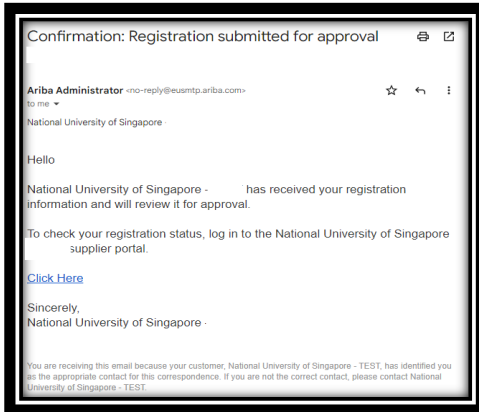 Confirmation: Registration submitted for approval
Ariba Administrator <no-reply@eusmtp.ariba.com>
to me
National University of Singapore -
Hello
National University of Singapore - has received your registration
information and will review it for approval.
To check your registration status, log in to the National University of Singapore
supplier portal.
Click Here
Sincerely,
National University of Singapore -
You are receiving this email because your customer, National University of Singapore - TEST, has identified you
as the appropriate contact for this correspondence. If you are not the correct contact, please contact National
University of Singapore - TEST.